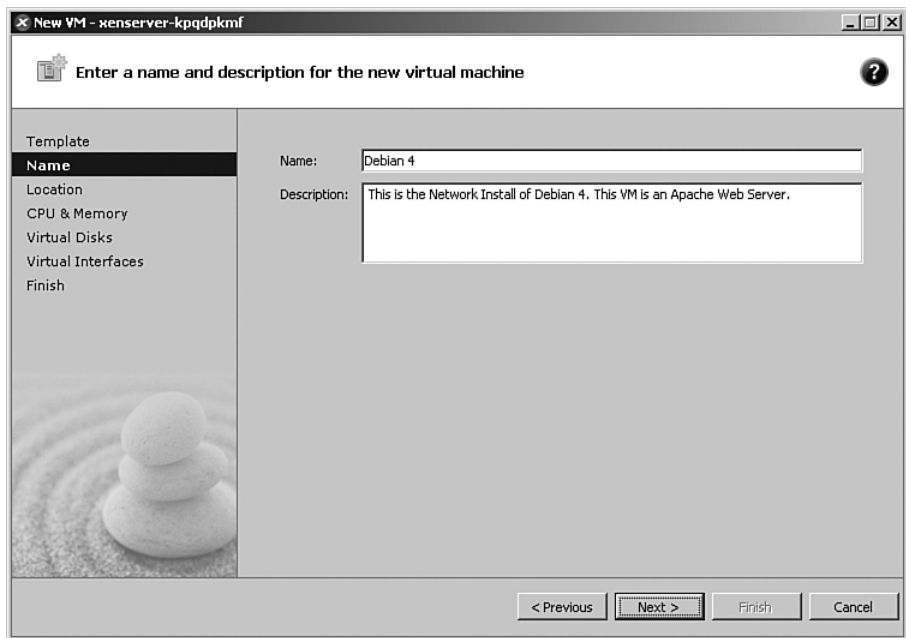 New VM - xenserver-kpqdpkmf
Enter a name and description for the new virtual machine
?
Template
Name
Location
CPU & Memory
Virtual Disks
Virtual Interfaces
Finish
Name:
Debian 4
Description:
This is the Network Install of Debian 4. This VM is an Apache Web Server.
< Previous
Next >
Finish
Cancel